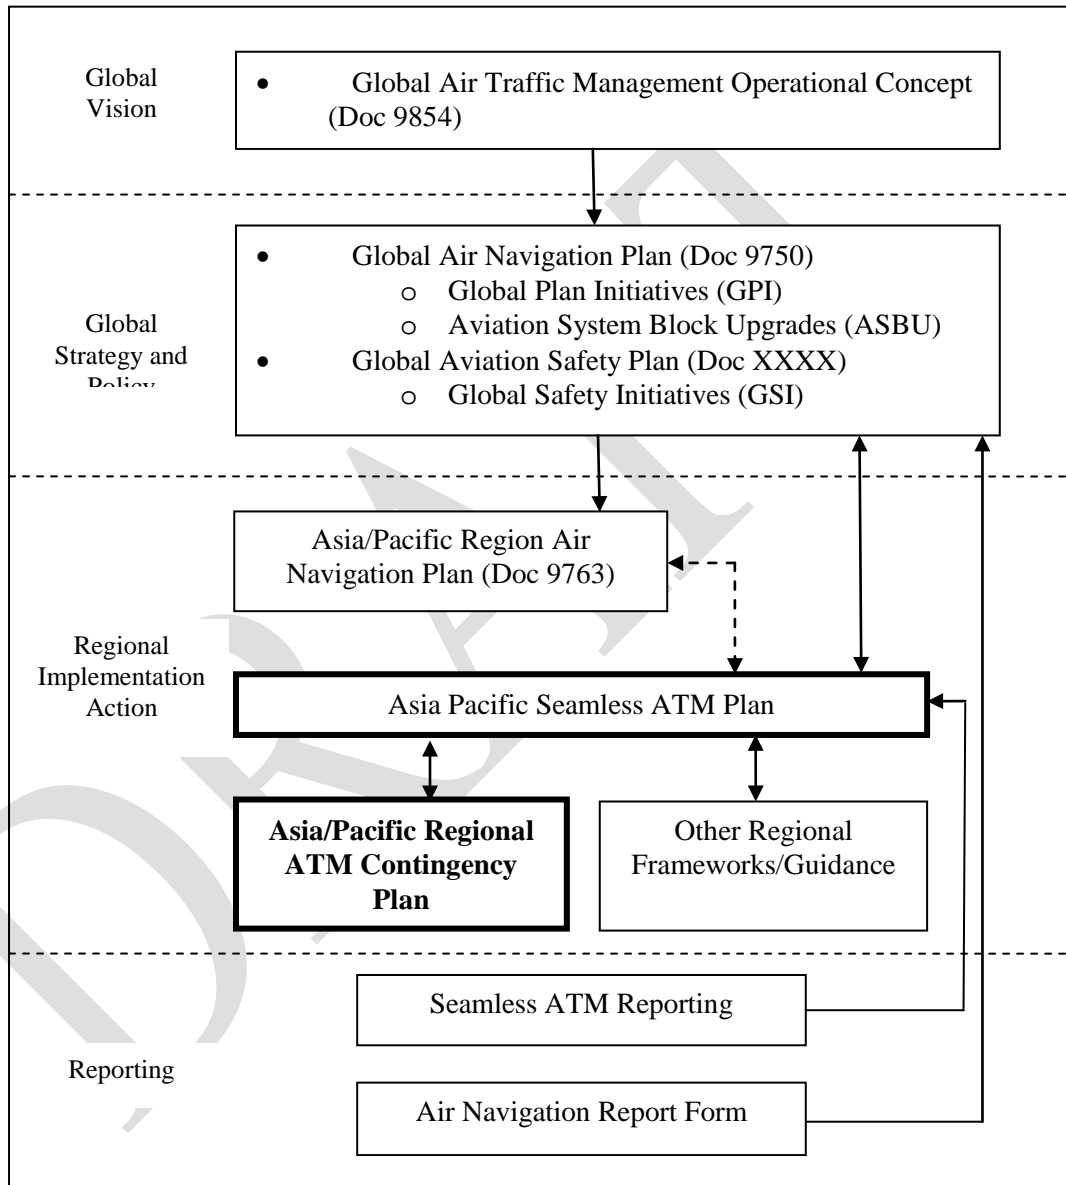 Global
Vision
• Global Air Traffic Management Operational Concept
(Doc 9854)
Global
Strategy and
Policy
• Global Air Navigation Plan (Doc 9750)
o Global Plan Initiatives (GPI)
o Aviation System Block Upgrades (ASBU)
• Global Aviation Safety Plan (Doc XXXX)
o Global Safety Initiatives (GSI)
Regional
Implementation
Action
Asia/Pacific Region Air
Navigation Plan (Doc 9763)
Asia Pacific Seamless ATM Plan
Asia/Pacific Regional
ATM Contingency
Plan
Other Regional
Frameworks/Guidance
Reporting
Seamless ATM Reporting
Air Navigation Report Form
DRAFT